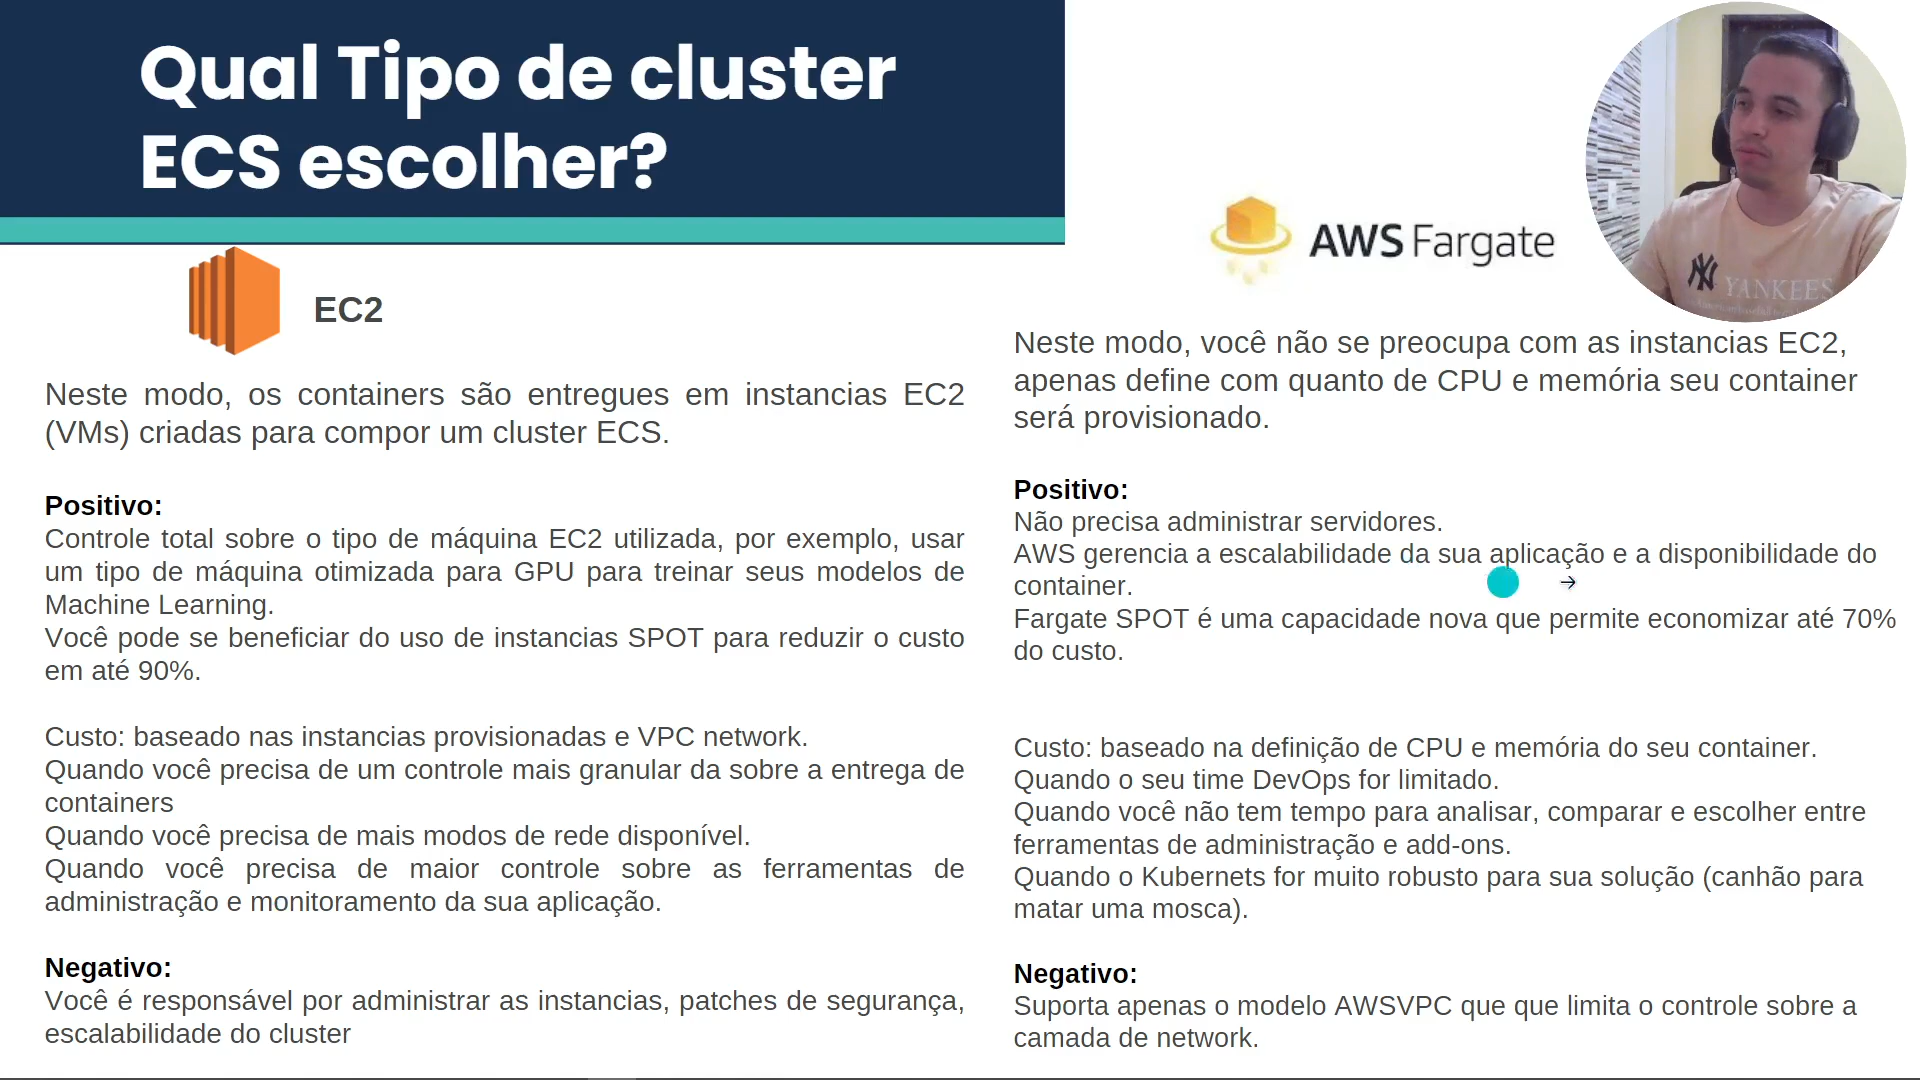 Qual Tipo de cluster
ECS escolher?
EC2
Neste modo, os containers são entregues em instancias EC2
(VMs) criadas para compor um cluster ECS.
Positivo:
Controle total sobre o tipo de máquina EC2 utilizada, por exemplo, usar
um tipo de máquina otimizada para GPU para treinar seus modelos de
Machine Learning.
Você pode se beneficiar do uso de instancias SPOT para reduzir o custo
em até 90%.
Custo: baseado nas instancias provisionadas e VPC network.
Quando você precisa de um controle mais granular da sobre a entrega de
containers
Quando você precisa de mais modos de rede disponível.
Quando você precisa de maior controle sobre as ferramentas de
administração e monitoramento da sua aplicação.
Negativo:
Você é responsável por administrar as instancias, patches de segurança,
escalabilidade do cluster
AWS Fargate
Neste modo, você não se preocupa com as instancias EC2,
apenas define com quanto de CPU e memória seu container
será provisionado.
Positivo:
Não precisa administrar servidores.
AWS gerencia a escalabilidade da sua aplicação e a disponibilidade do
container.
Fargate SPOT é uma capacidade nova que permite economizar até 70%
do custo.
Custo: baseado na definição de CPU e memória do seu container.
Quando o seu time DevOps for limitado.
Quando você não tem tempo para analisar, comparar e escolher entre
ferramentas de administração e add-ons.
Quando o Kubernets for muito robusto para sua solução (canhão para
matar uma mosca).
Negativo:
Suporta apenas o modelo AWSVPC que que limita o controle sobre a
camada de network.
NY YANKEES